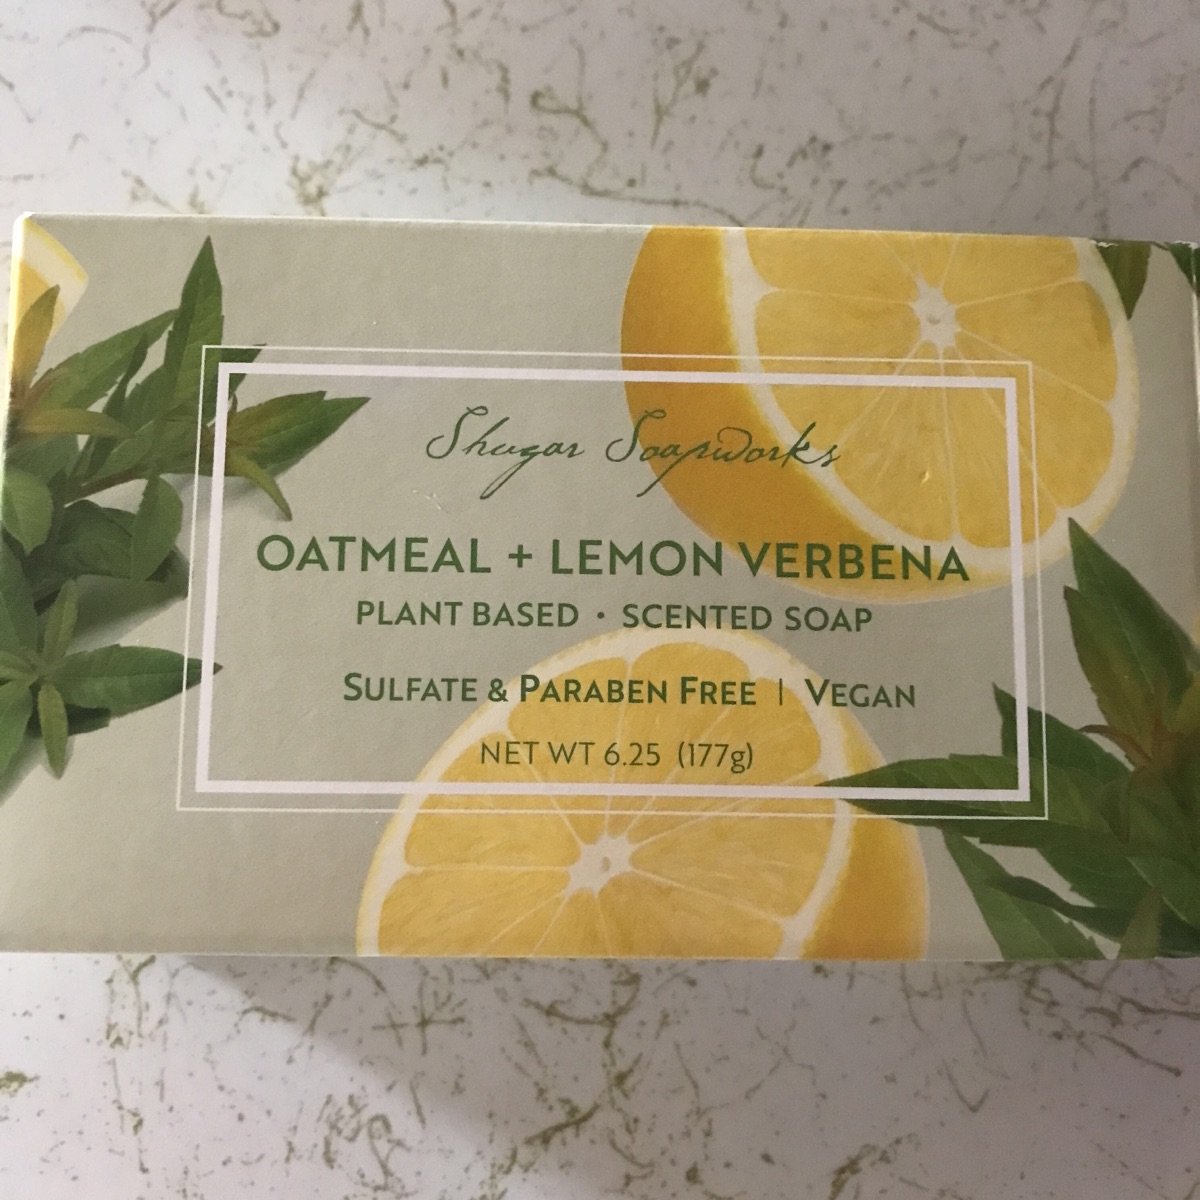 Shugar Soapworks
OATMEAL + LEMON VERBENA
PLANT BASED · SCENTED SOAP
SULFATE & PARABEN FREE | VEGAN
NET WT 6.25 (177g)